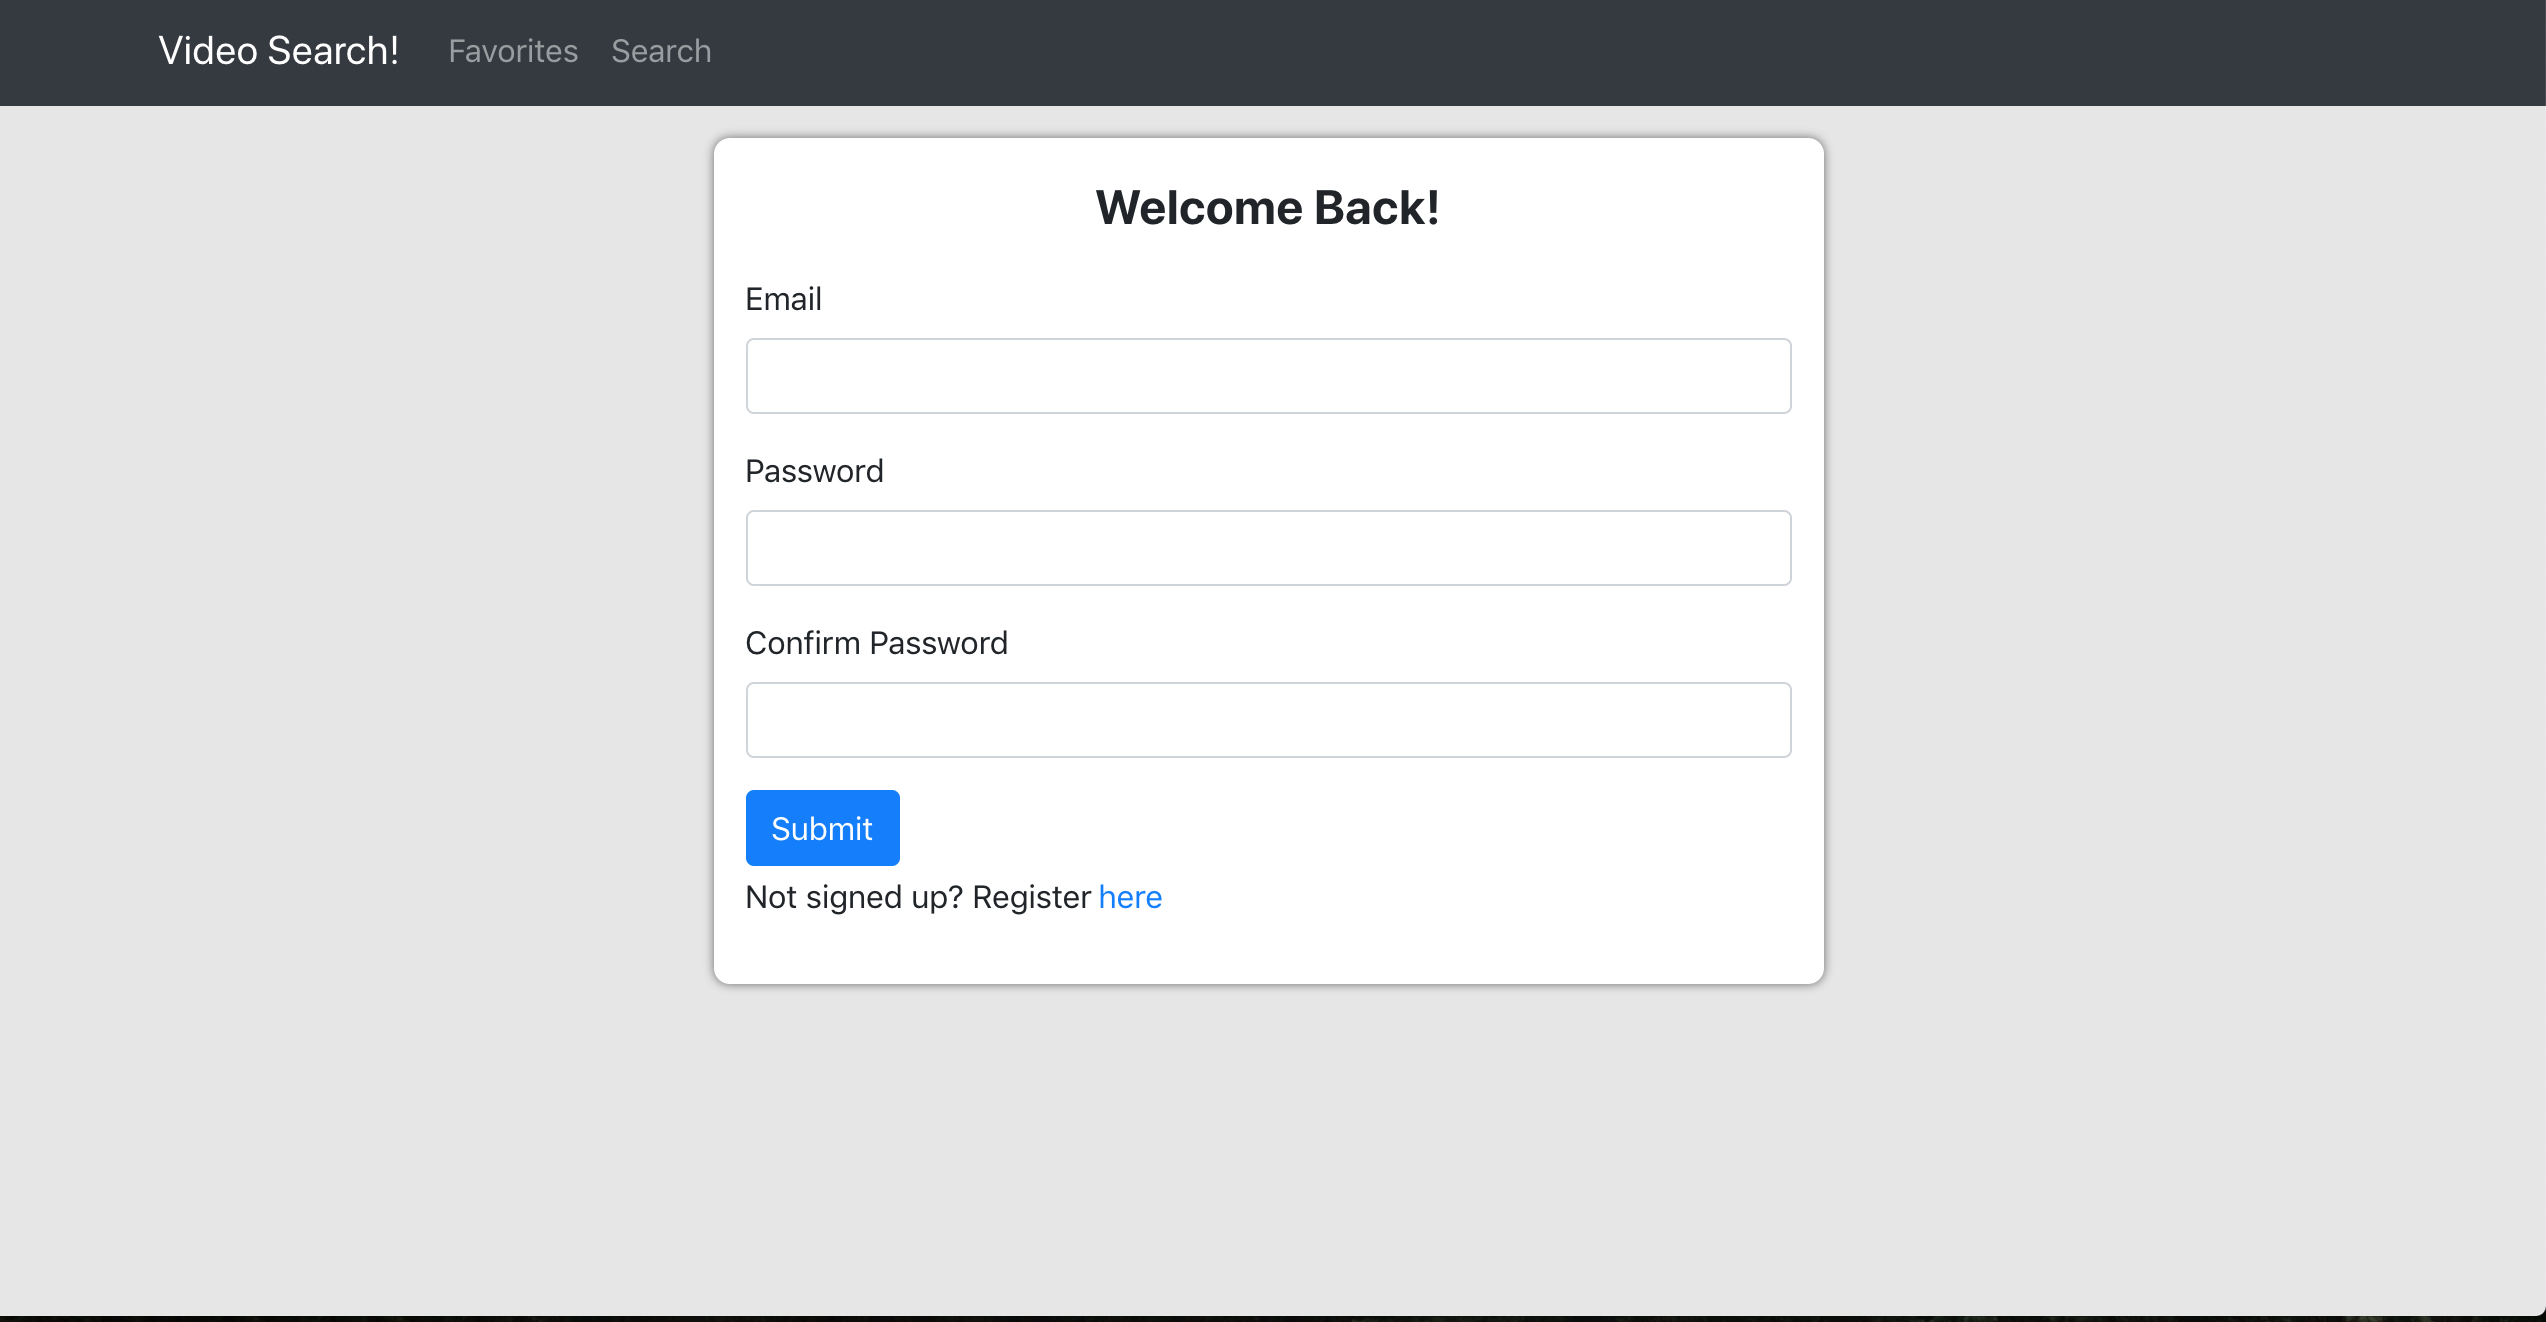 Video Search! Favorites Search
Welcome Back!
Email
Password
Confirm Password
Submit
Not signed up? Register here